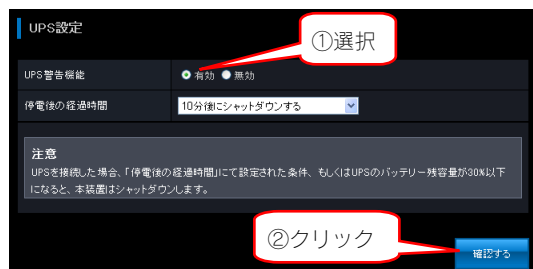 UPS設定
①選択
UPS警告機能
有効 無効
停電後の経過時間
10分後にシャットダウンする
注意
UPSを接続した場合、「停電後の経過時間」にて設定された条件、もしくはUPSのバッテリー残容量が30%以下
になると、本装置はシャットダウンします。
②クリック
確認する